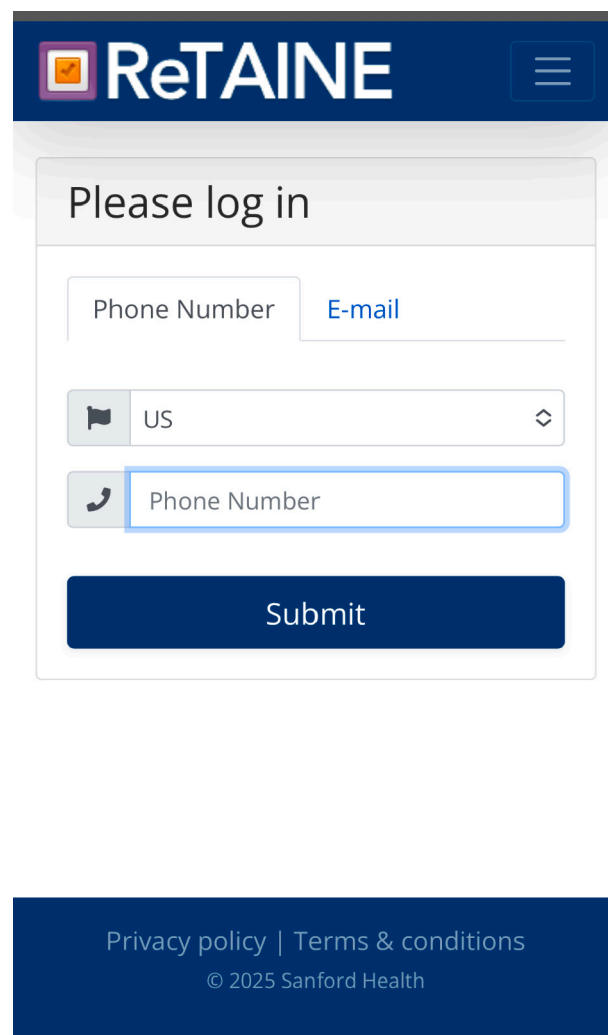 ReTAINE
Please log in
Phone Number E-mail
US
Phone Number
Submit
Privacy policy | Terms & conditions
© 2025 Sanford Health